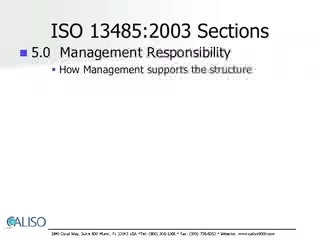 ISO 13485:2003 Sections
5.0 Management Responsibility
How Management supports the structure
CALISO